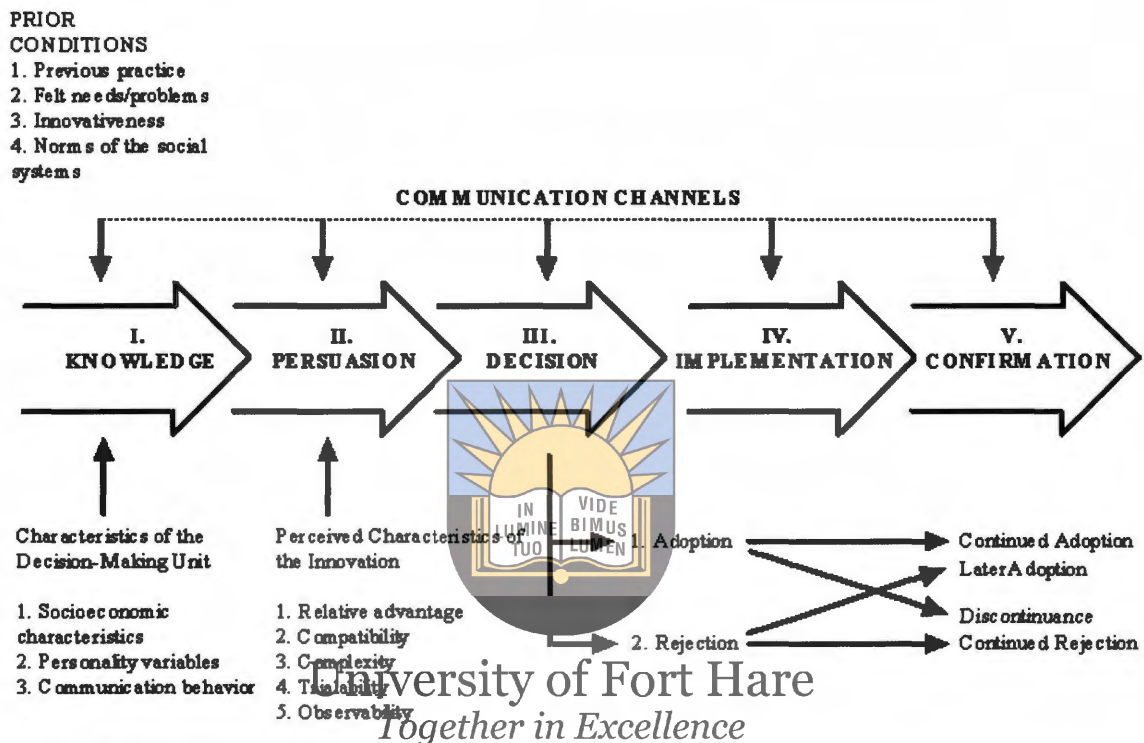 PRIOR
CONDITIONS
1. Previous practice
2. Felt needs/problems
3. Innovativeness
4. Norms of the social
systems
COMMUNICATION CHANNELS
I.
KNOWLEDGE
II.
PERSUASION
III.
DECISION
IV.
IMPLEMENTATION
V.
CONFIRMATION
Characteristics of the
Decision-Making Unit
1. Socioeconomic
characteristics
2. Personality variables
3. Communication behavior
Perceived Characteristics of
the Innovation
1. Relative advantage
2. Compatibility
3. Complexity
4. Trialability
5. Observability
IN
LUMINE
TUO
VIDE
BIMUS
LUMEN
1. Adoption
2. Rejection
Continued Adoption
Later Adoption
Discontinuance
Continued Rejection
University of Fort Hare
Together in Excellence